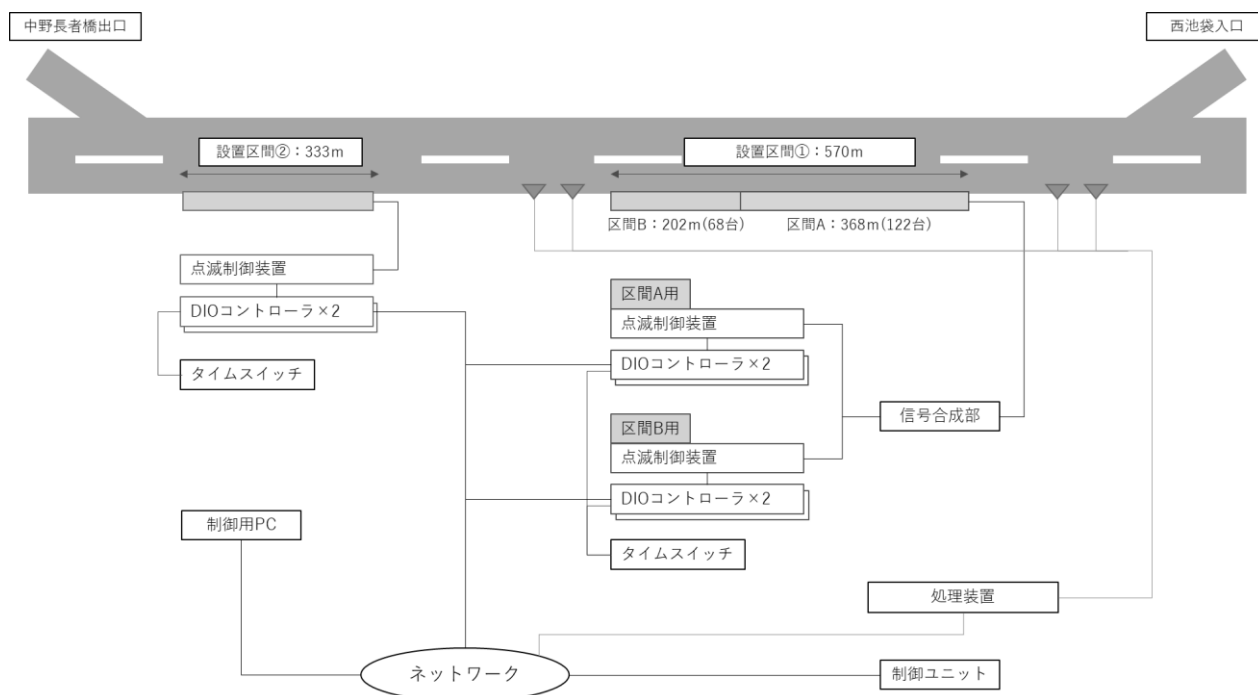 中野長者橋出口
西池袋入口
設置区間②：333m
設置区間①：570m
区間B：202m(68台)
区間A：368m(122台)
点滅制御装置
DIOコントローラ×2
タイムスイッチ
区間A用
点滅制御装置
DIOコントローラ×2
区間B用
点滅制御装置
DIOコントローラ×2
タイムスイッチ
信号合成部
制御用PC
処理装置
ネットワーク
制御ユニット